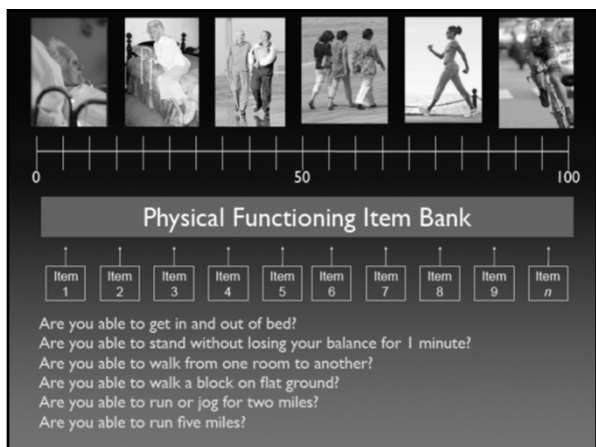 0 50 100
Physical Functioning Item Bank
Item Item Item Item Item Item Item Item Item Item
1 2 3 4 5 6 7 8 9 n
Are you able to get in and out of bed?
Are you able to stand without losing your balance for 1 minute?
Are you able to walk from one room to another?
Are you able to walk a block on flat ground?
Are you able to run or jog for two miles?
Are you able to run five miles?